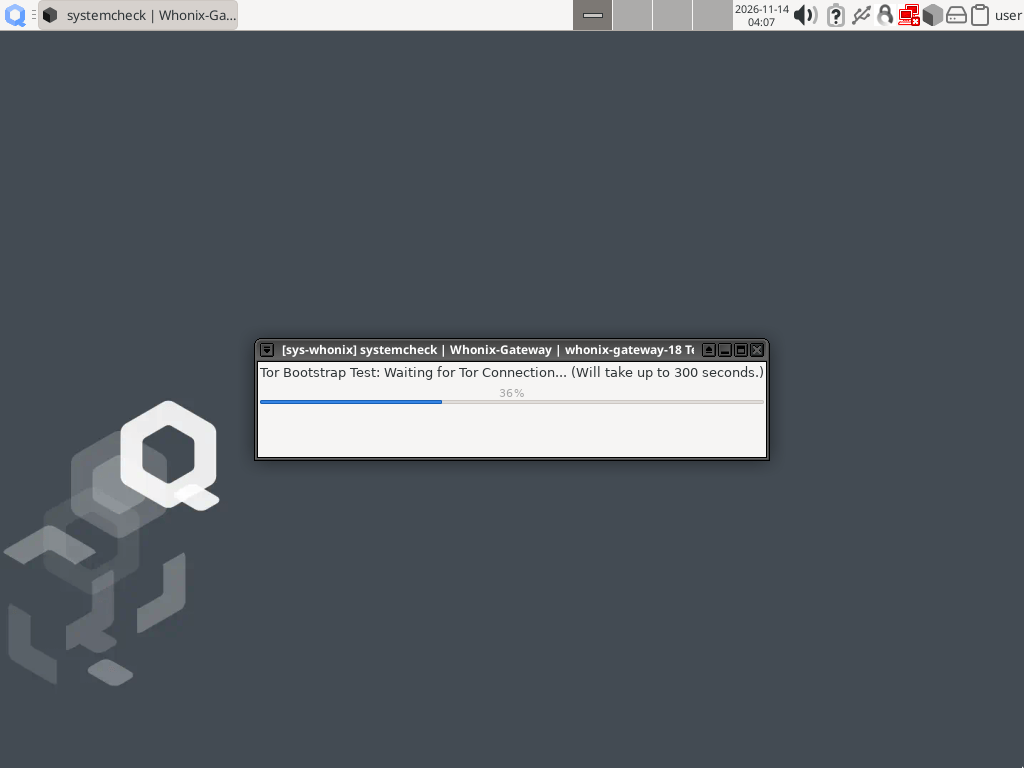 systemcheck | Whonix-Ga...
2026-11-14
04:07
user
[sys-whonix] systemcheck | Whonix-Gateway | whonix-gateway-18 Te
Tor Bootstrap Test: Waiting for Tor Connection... (Will take up to 300 seconds.)
36%